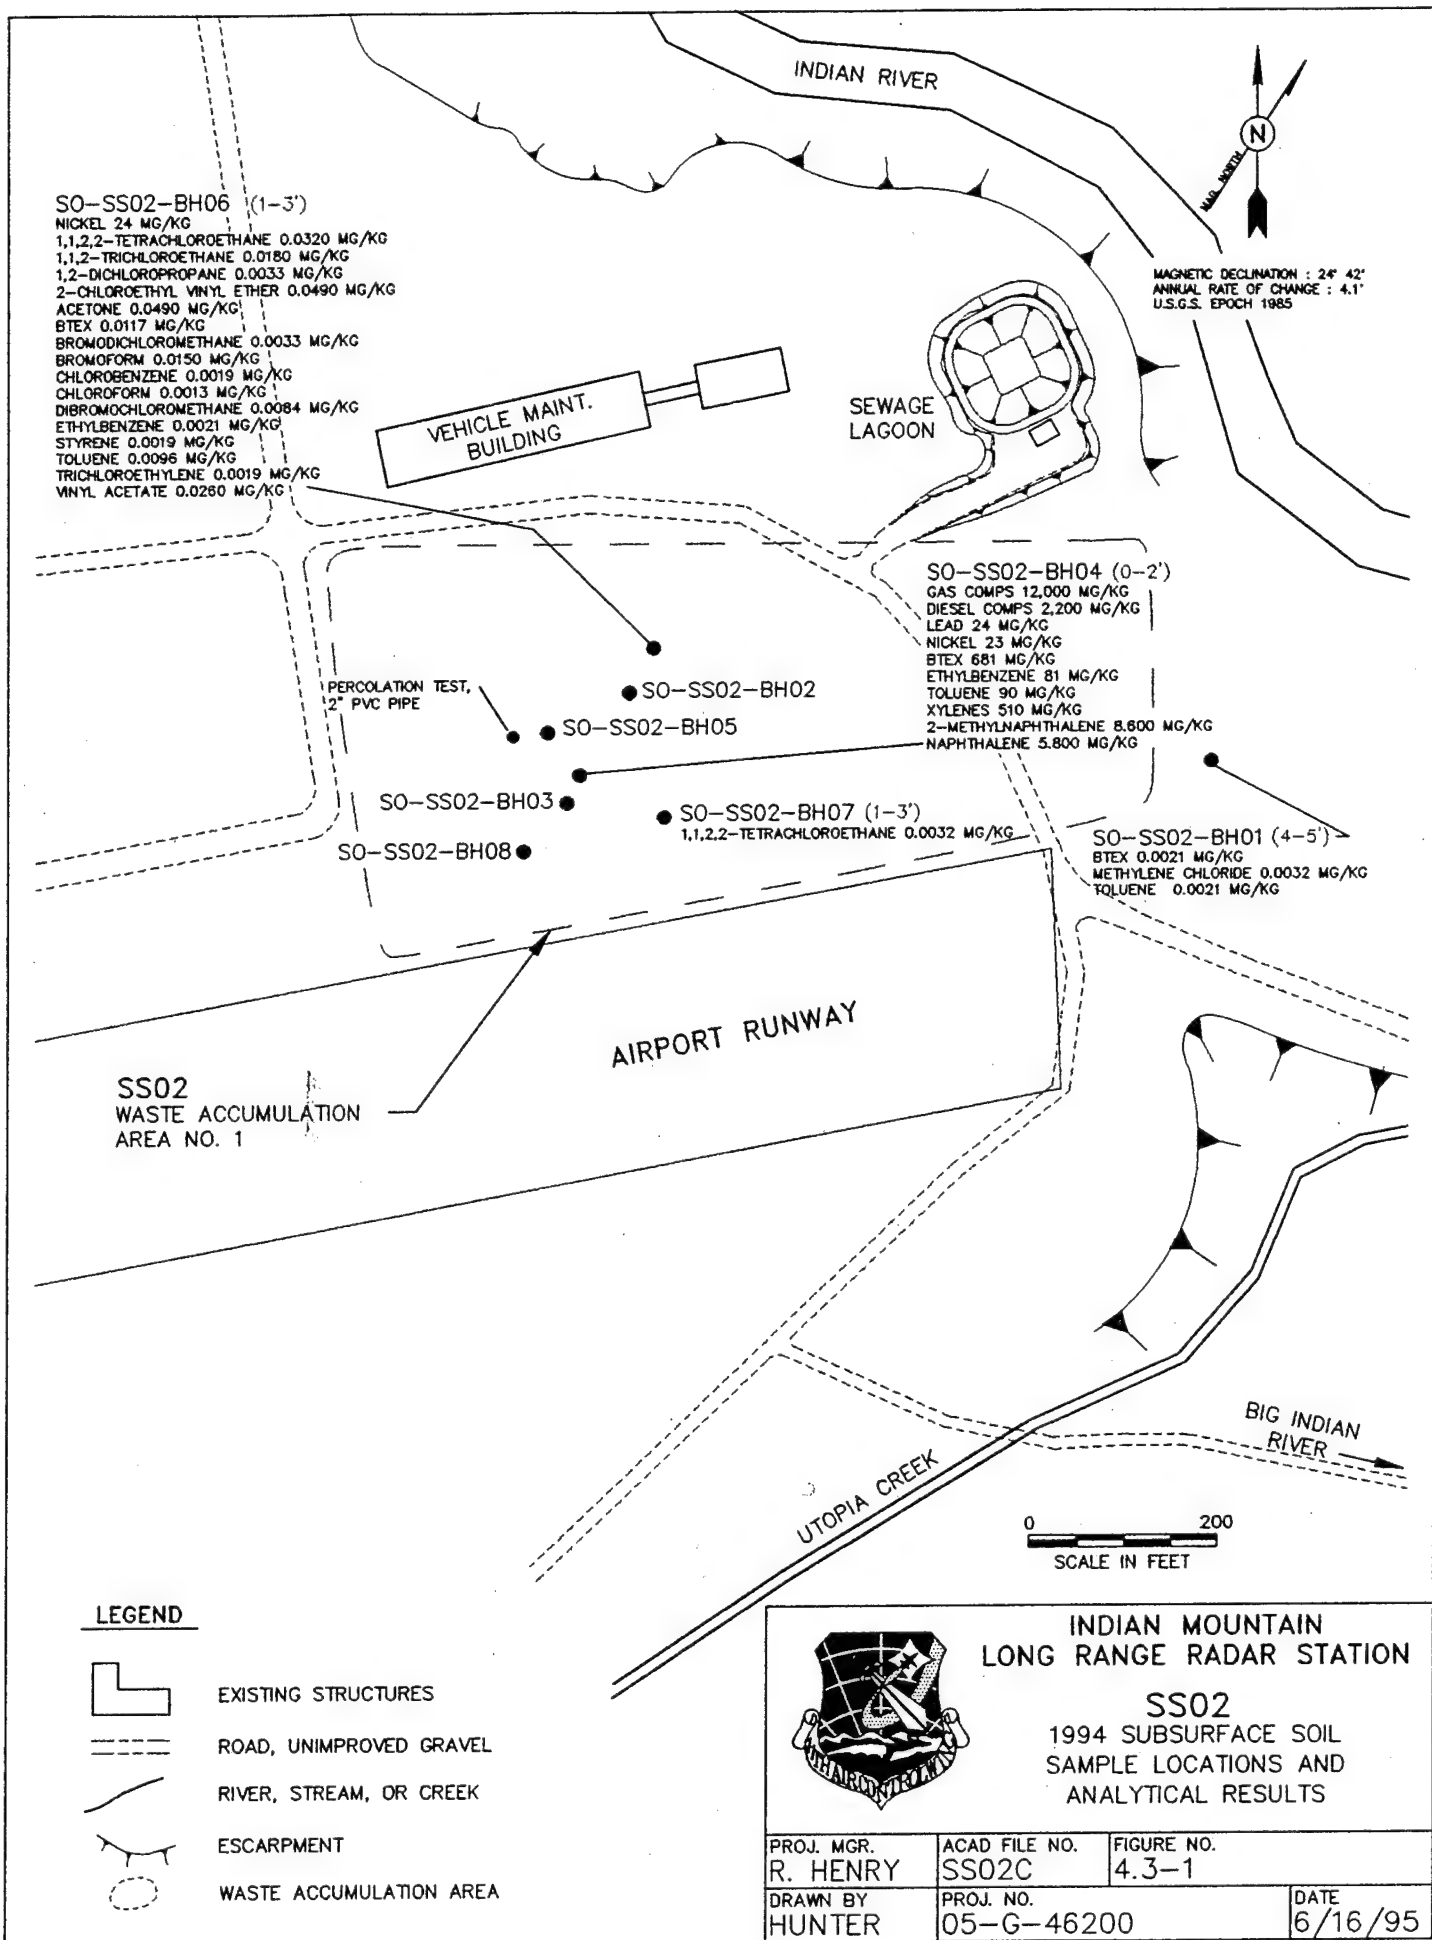 INDIAN RIVER
N
MAG. NORTH
MAGNETIC DECLINATION : 24° 42'
ANNUAL RATE OF CHANGE : 4.1'
U.S.G.S. EPOCH 1985
SO-SS02-BH06 (1-3')
NICKEL 24 MG/KG
1,1,2,2-TETRACHLOROETHANE 0.0320 MG/KG
1,1,2-TRICHLOROETHANE 0.0180 MG/KG
1,2-DICHLOROPROPANE 0.0033 MG/KG
2-CHLOROETHYL VINYL ETHER 0.0490 MG/KG
ACETONE 0.0490 MG/KG
BTEX 0.0117 MG/KG
BROMODICHLOROMETHANE 0.0033 MG/KG
BROMOFORM 0.0150 MG/KG
CHLOROBENZENE 0.0019 MG/KG
CHLOROFORM 0.0013 MG/KG
DIBROMOCHLOROMETHANE 0.0084 MG/KG
ETHYLBENZENE 0.0021 MG/KG
STYRENE 0.0019 MG/KG
TOLUENE 0.0096 MG/KG
TRICHLOROETHYLENE 0.0019 MG/KG
VINYL ACETATE 0.0260 MG/KG
VEHICLE MAINT.
BUILDING
SEWAGE
LAGOON
SO-SS02-BH04 (0-2')
GAS COMPS 12,000 MG/KG
DIESEL COMPS 2,200 MG/KG
LEAD 24 MG/KG
NICKEL 23 MG/KG
BTEX 681 MG/KG
ETHYLBENZENE 81 MG/KG
TOLUENE 90 MG/KG
XYLENES 510 MG/KG
2-METHYLNAPHTHALENE 8.600 MG/KG
NAPHTHALENE 5.800 MG/KG
PERCOLATION TEST,
2" PVC PIPE
SO-SS02-BH02
SO-SS02-BH05
SO-SS02-BH03
SO-SS02-BH07 (1-3')
1,1,2,2-TETRACHLOROETHANE 0.0032 MG/KG
SO-SS02-BH08
SO-SS02-BH01 (4-5')
BTEX 0.0021 MG/KG
METHYLENE CHLORIDE 0.0032 MG/KG
TOLUENE 0.0021 MG/KG
AIRPORT RUNWAY
SS02
WASTE ACCUMULATION
AREA NO. 1
BIG INDIAN
RIVER
UTOPIA CREEK
0 200
SCALE IN FEET
LEGEND
EXISTING STRUCTURES
ROAD, UNIMPROVED GRAVEL
RIVER, STREAM, OR CREEK
ESCARPMENT
WASTE ACCUMULATION AREA
INDIAN MOUNTAIN
LONG RANGE RADAR STATION
SS02
1994 SUBSURFACE SOIL
SAMPLE LOCATIONS AND
ANALYTICAL RESULTS
11TH AIR CONTROL WING
PROJ. MGR.
R. HENRY
ACAD FILE NO.
SS02C
FIGURE NO.
4.3-1
DRAWN BY
HUNTER
PROJ. NO.
05-G-46200
DATE
6/16/95